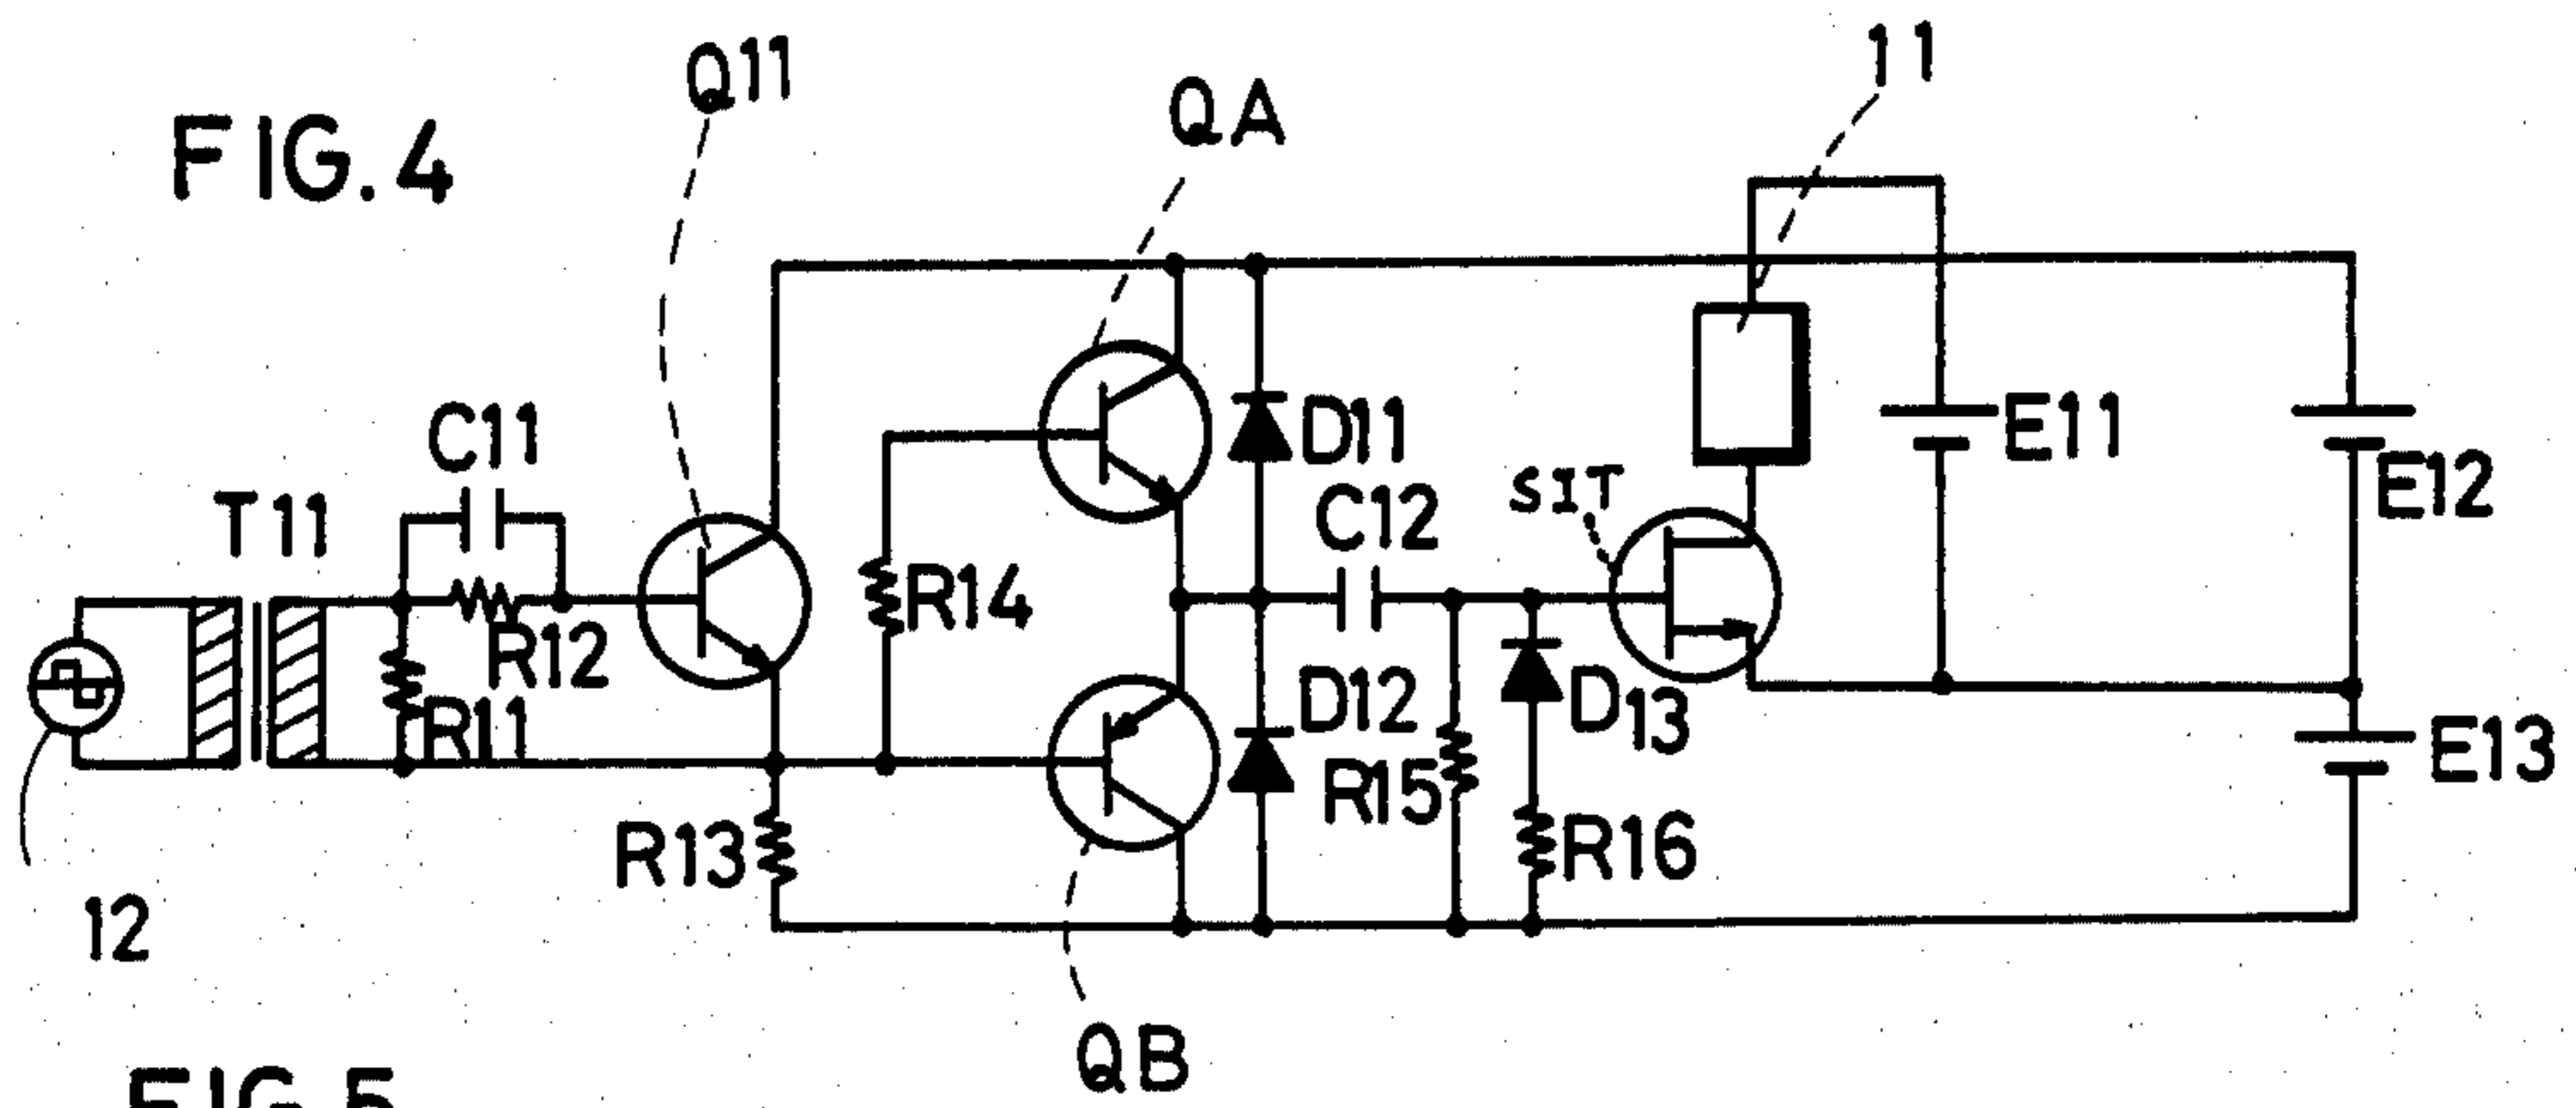 FIG. 4
Q11
QA
11
C11
T11
R12
R11
R14
D11
C12
SIT
E11
E12
D12
D13
R15
R13
R16
E13
12
QB
FIG. 5